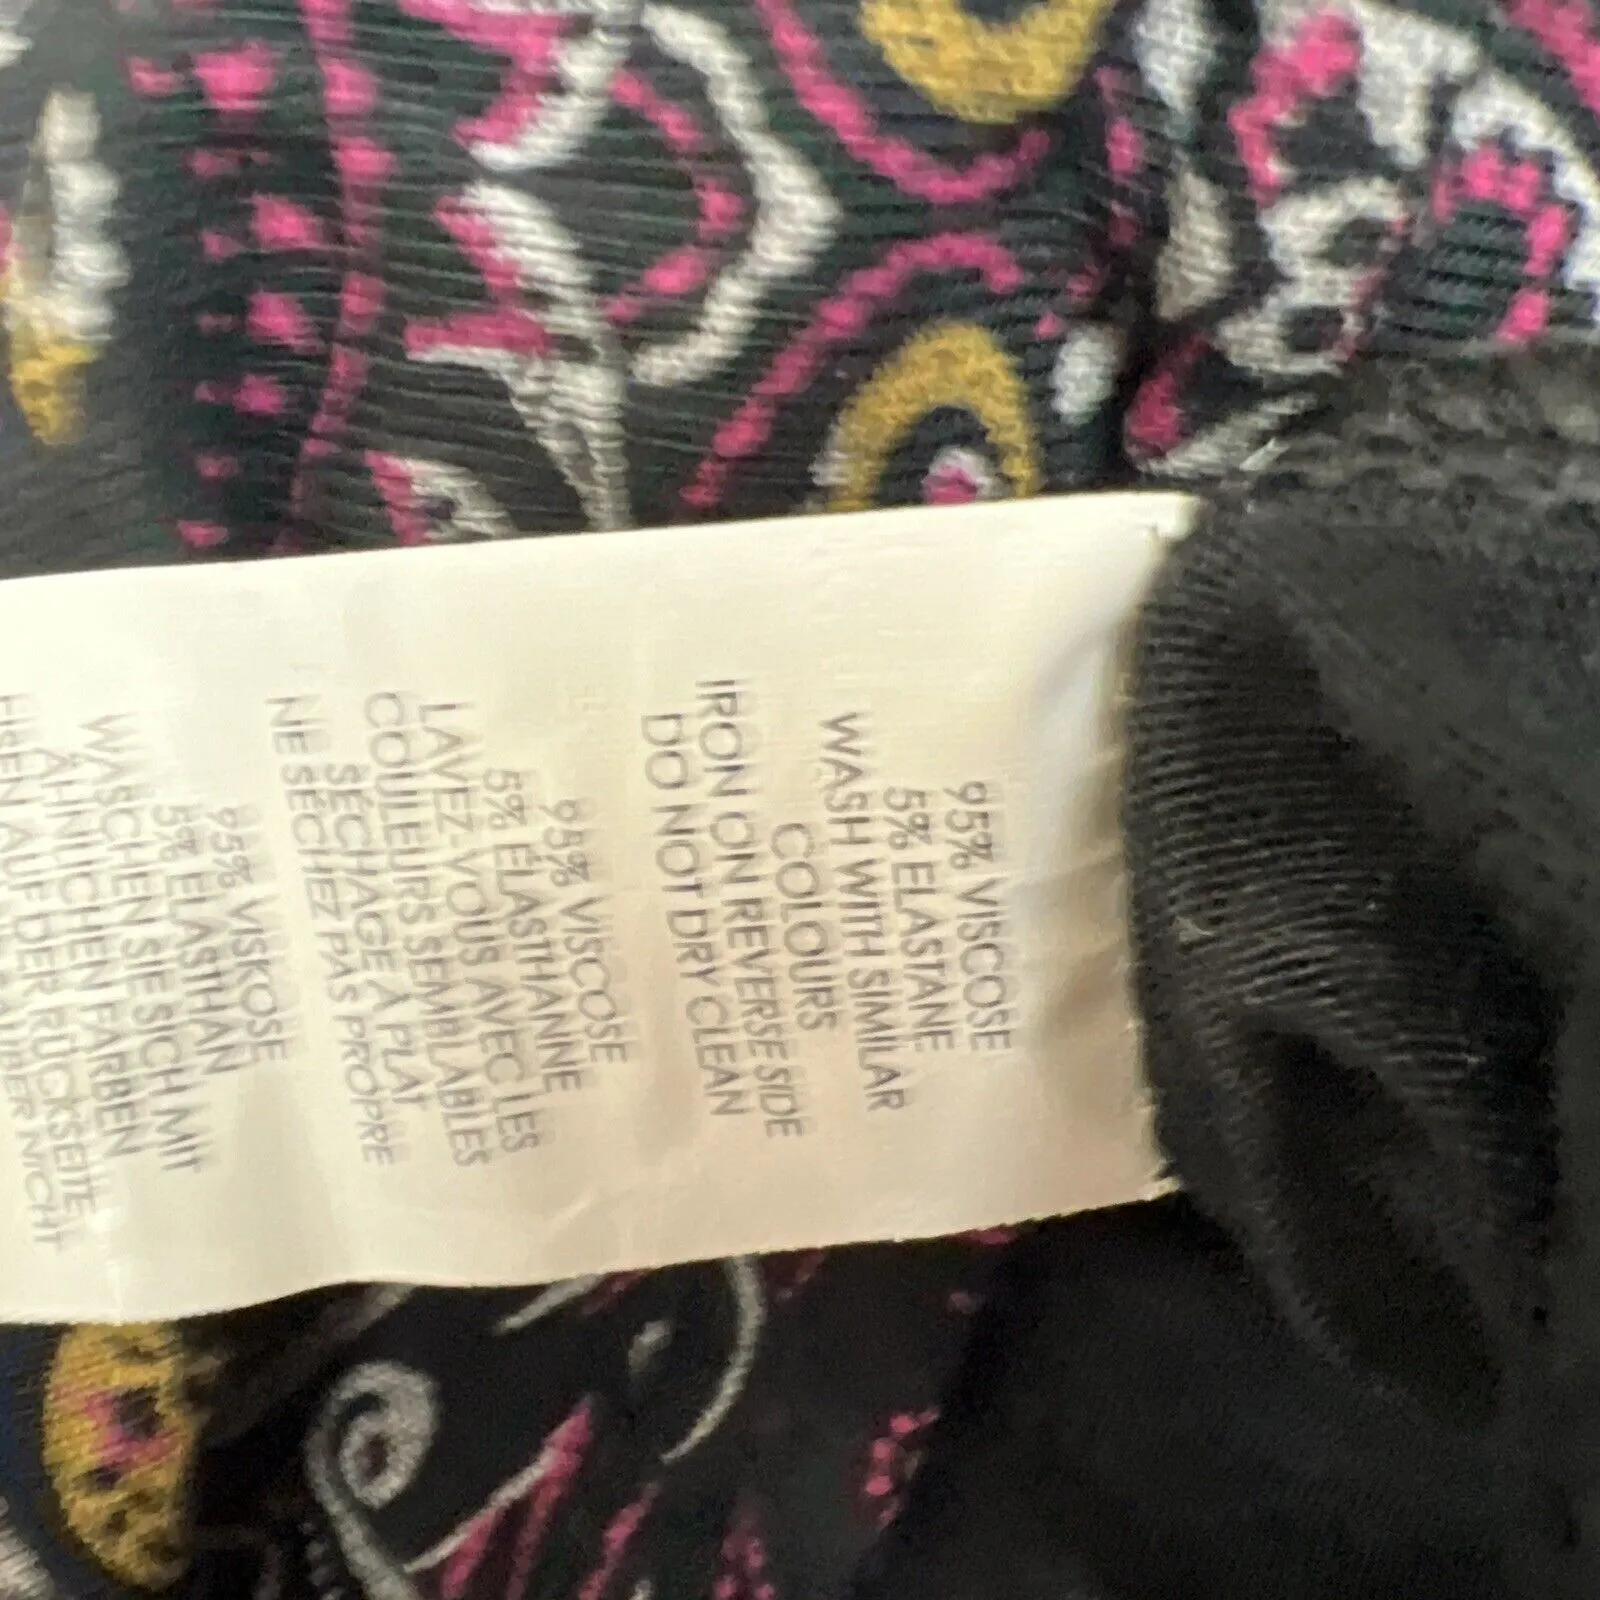 95% VISCOSE
5% ELASTANE
WASH WITH SIMILAR
COLOURS
IRON ON REVERSE SIDE
DO NOT DRY CLEAN
95% VISCOSE
5% ÉLASTHANNE
LAVEZ-VOUS AVEC LES
COULEURS SEMBLABLES
SÉCHAGE À PLAT
NE SÉCHEZ PAS PROPRE
95% VISKOSE
5% ELASTHAN
WASCHEN SIE SICH MIT
ÄHNLICHEN FARBEN
AUF DER RÜCKSEITE
NICHT